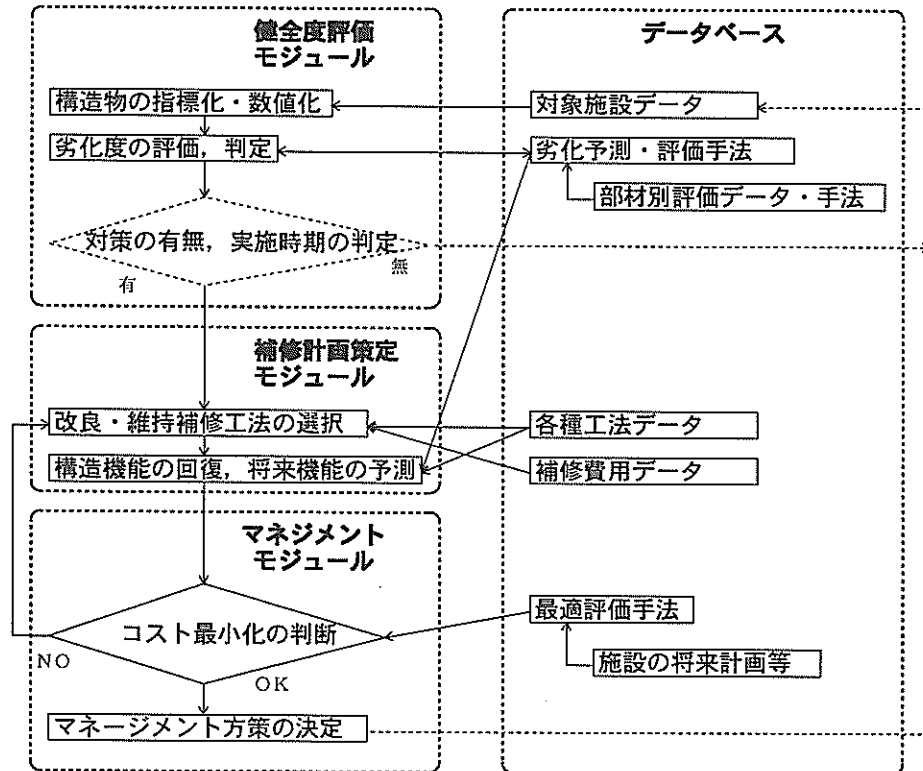 健全度評価
モジュール
構造物の指標化・数値化
劣化度の評価，判定
対策の有無，実施時期の判定
無
有
補修計画策定
モジュール
改良・維持補修工法の選択
構造機能の回復，将来機能の予測
マネジメント
モジュール
コスト最小化の判断
NO
OK
マネージメント方策の決定
データベース
対象施設データ
劣化予測・評価手法
部材別評価データ・手法
各種工法データ
補修費用データ
最適評価手法
施設の将来計画等